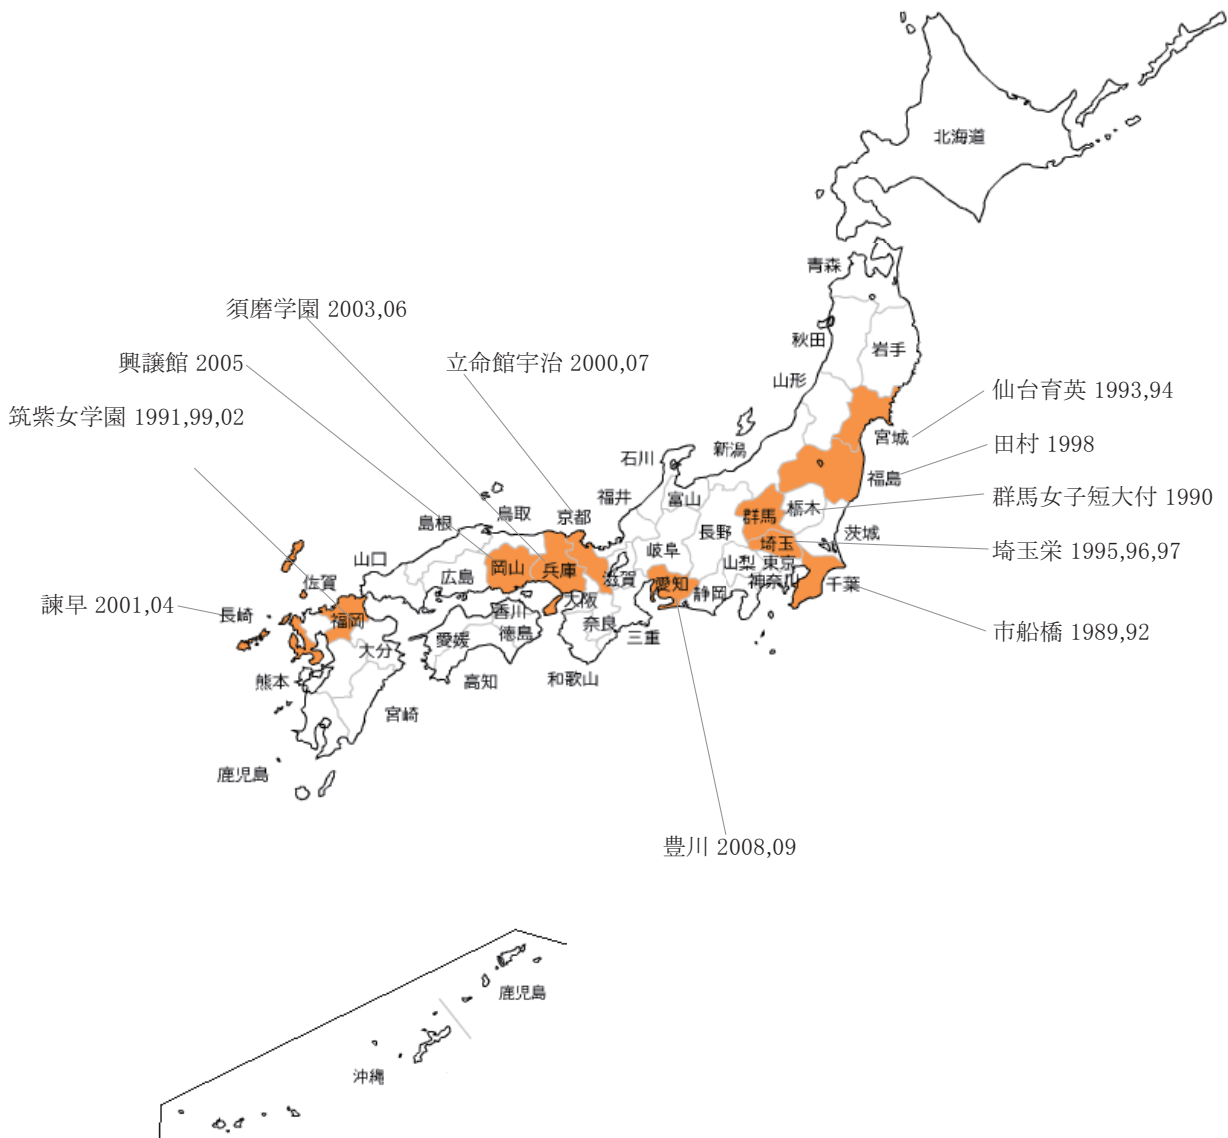 北海道
青森
須磨学園 2003,06
秋田
岩手
興譲館 2005
立命館宇治 2000,07
山形
仙台育英 1993,94
筑紫女学園 1991,99,02
宮城
田村 1998
新潟
石川
福島
福井
富山
群馬女子短大付 1990
栃木
鳥取
京都
群馬
島根
長野
茨城
埼玉
埼玉栄 1995,96,97
岐阜
山口
山梨
東京
岡山
兵庫
広島
滋賀
神奈川
佐賀
愛知
千葉
静岡
諫早 2001,04
大阪
長崎
香川
福岡
奈良
徳島
市船橋 1989,92
愛媛
三重
大分
熊本
高知
和歌山
宮崎
鹿児島
豊川 2008,09
鹿児島
沖縄